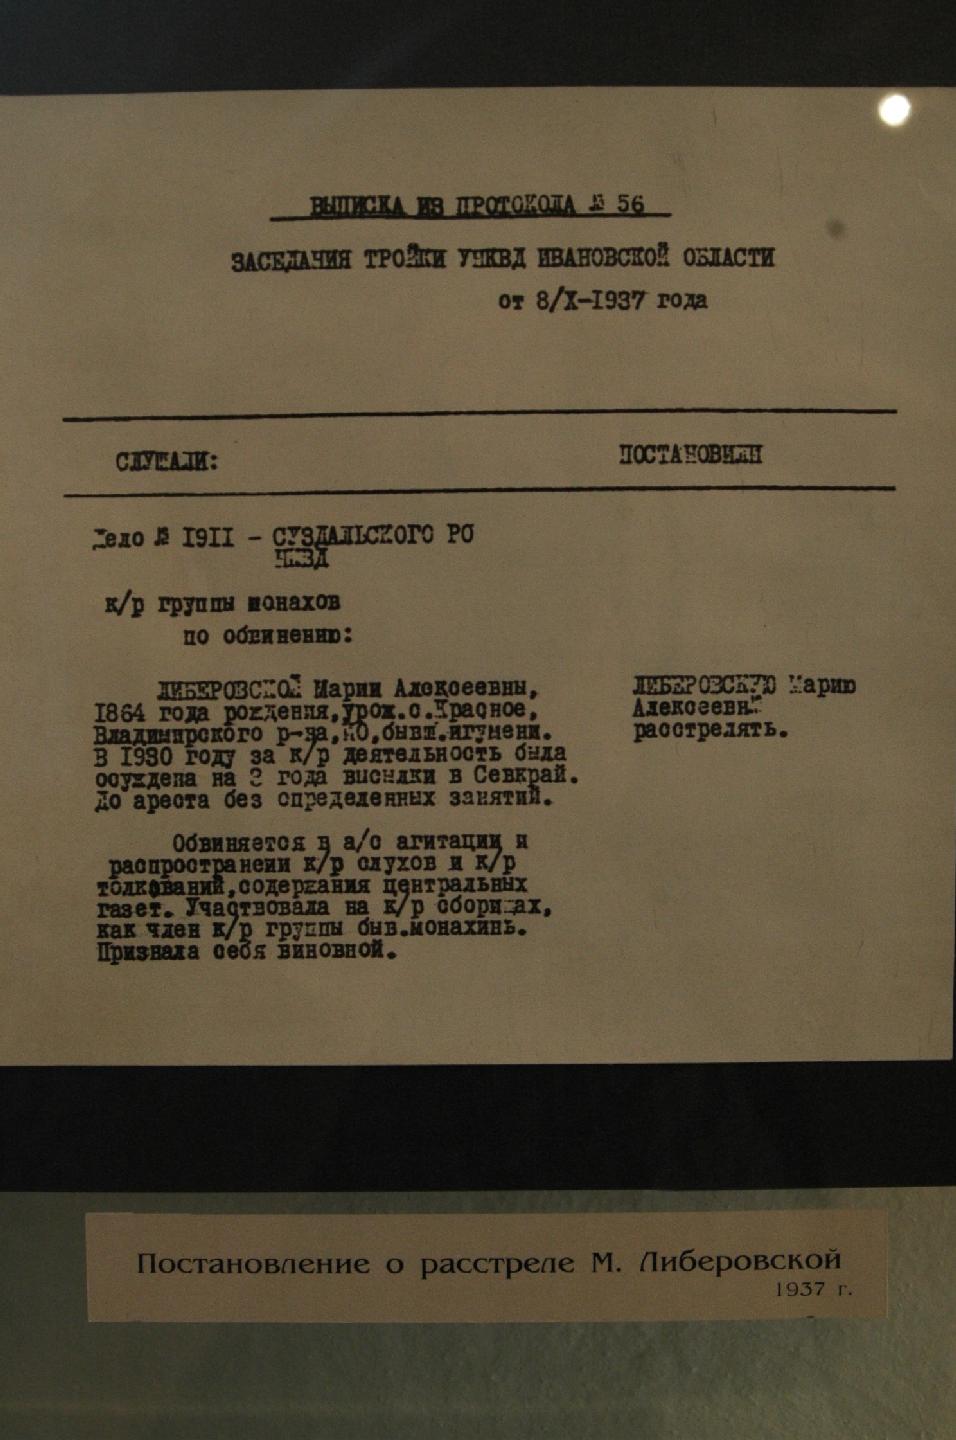 ВЫПИСКА ИЗ ПРОТОКОЛА № 56
ЗАСЕДАНИЯ ТРОЙКИ УНКВД ИВАНОВСКОЙ ОБЛАСТИ
от 8/X-1937 года
СЛУШАЛИ:
ПОСТАНОВИЛИ
Дело № 1911 - СУЗДАЛЬСКОГО РО
НКВД
к/р группы монахов
по обвинению:
ЛИБЕРОВСКОЙ Марии Алексеевны,
1864 года рождения,урож.с.Красное,
Владимирского р-на,ИО,бывш.игумени.
В 1930 году за к/р деятельность была
осуждена на 3 года высылки в Севкрай.
До ареста без определенных занятий.
ЛИБЕРОВСКУЮ Марию
Алексеевну
расстрелять.
Обвиняется в а/с агитации и
распространеии к/р слухов и к/р
толкований,содержания центральных
газет. Участвовала на к/р сборищах,
как член к/р группы быв.монахинь.
Признала себя виновной.
Постановление о расстреле М. Либеровской
1937 г.